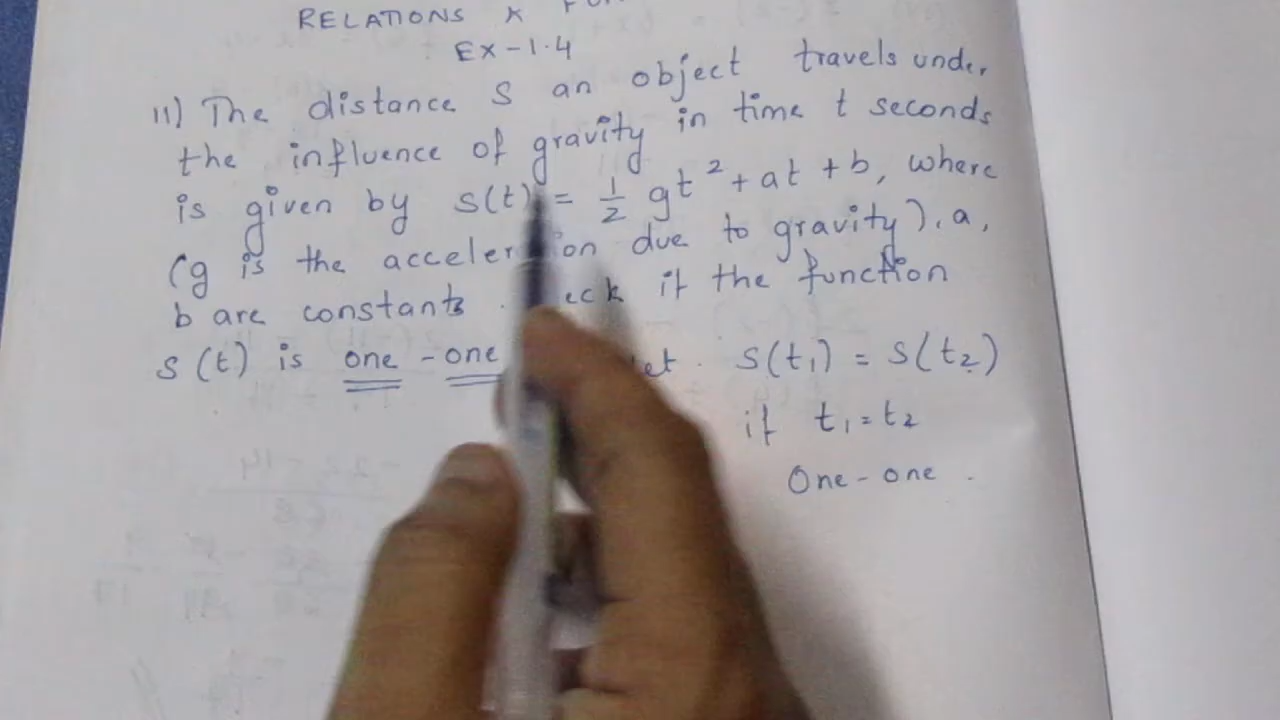 RELATIONS
Ex-1.4
11) The distance S an object travels under
the influence of gravity in time t seconds
is given by s(t) = 1/2 gt² + at + b, where
(g is the acceleration due to gravity), a,
b are constants. if the function
s(t) is one-one let. s(t₁) = s(t₂)
if t₁ = t₂
One-one.